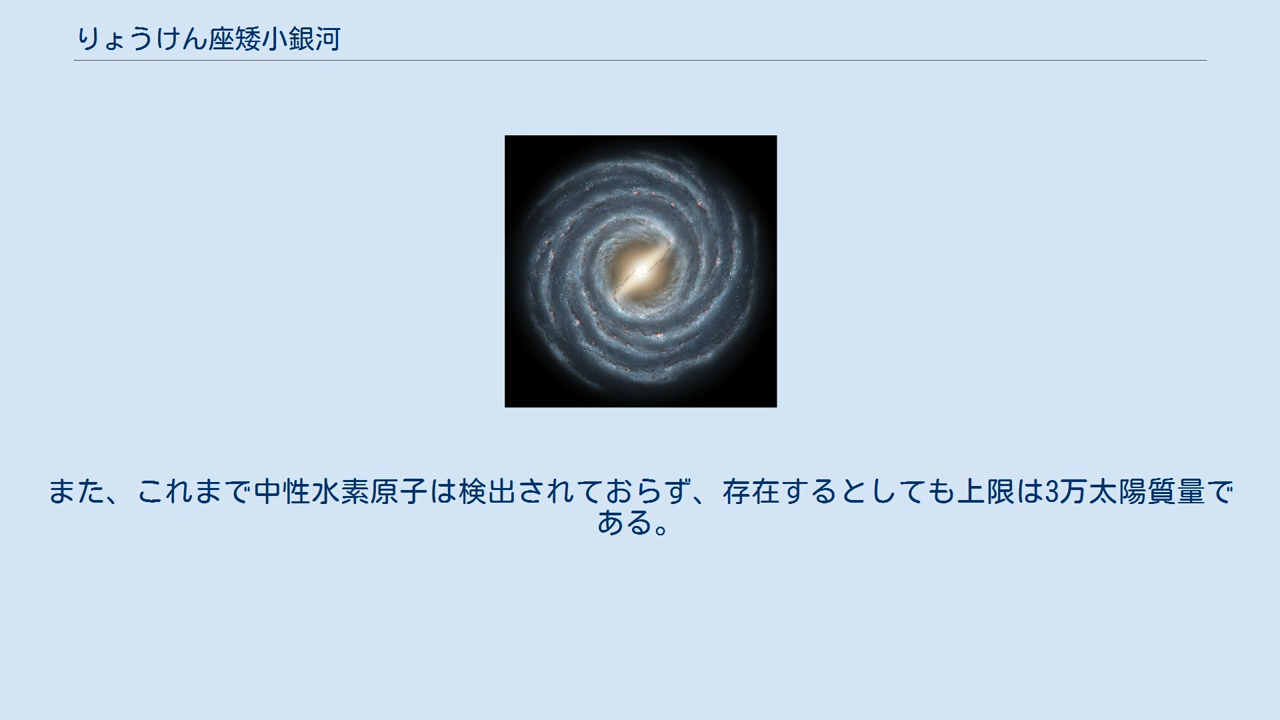 りょうけん座矮小銀河
また、これまで中性水素原子は検出されておらず、存在するとしても上限は3万太陽質量で
ある。